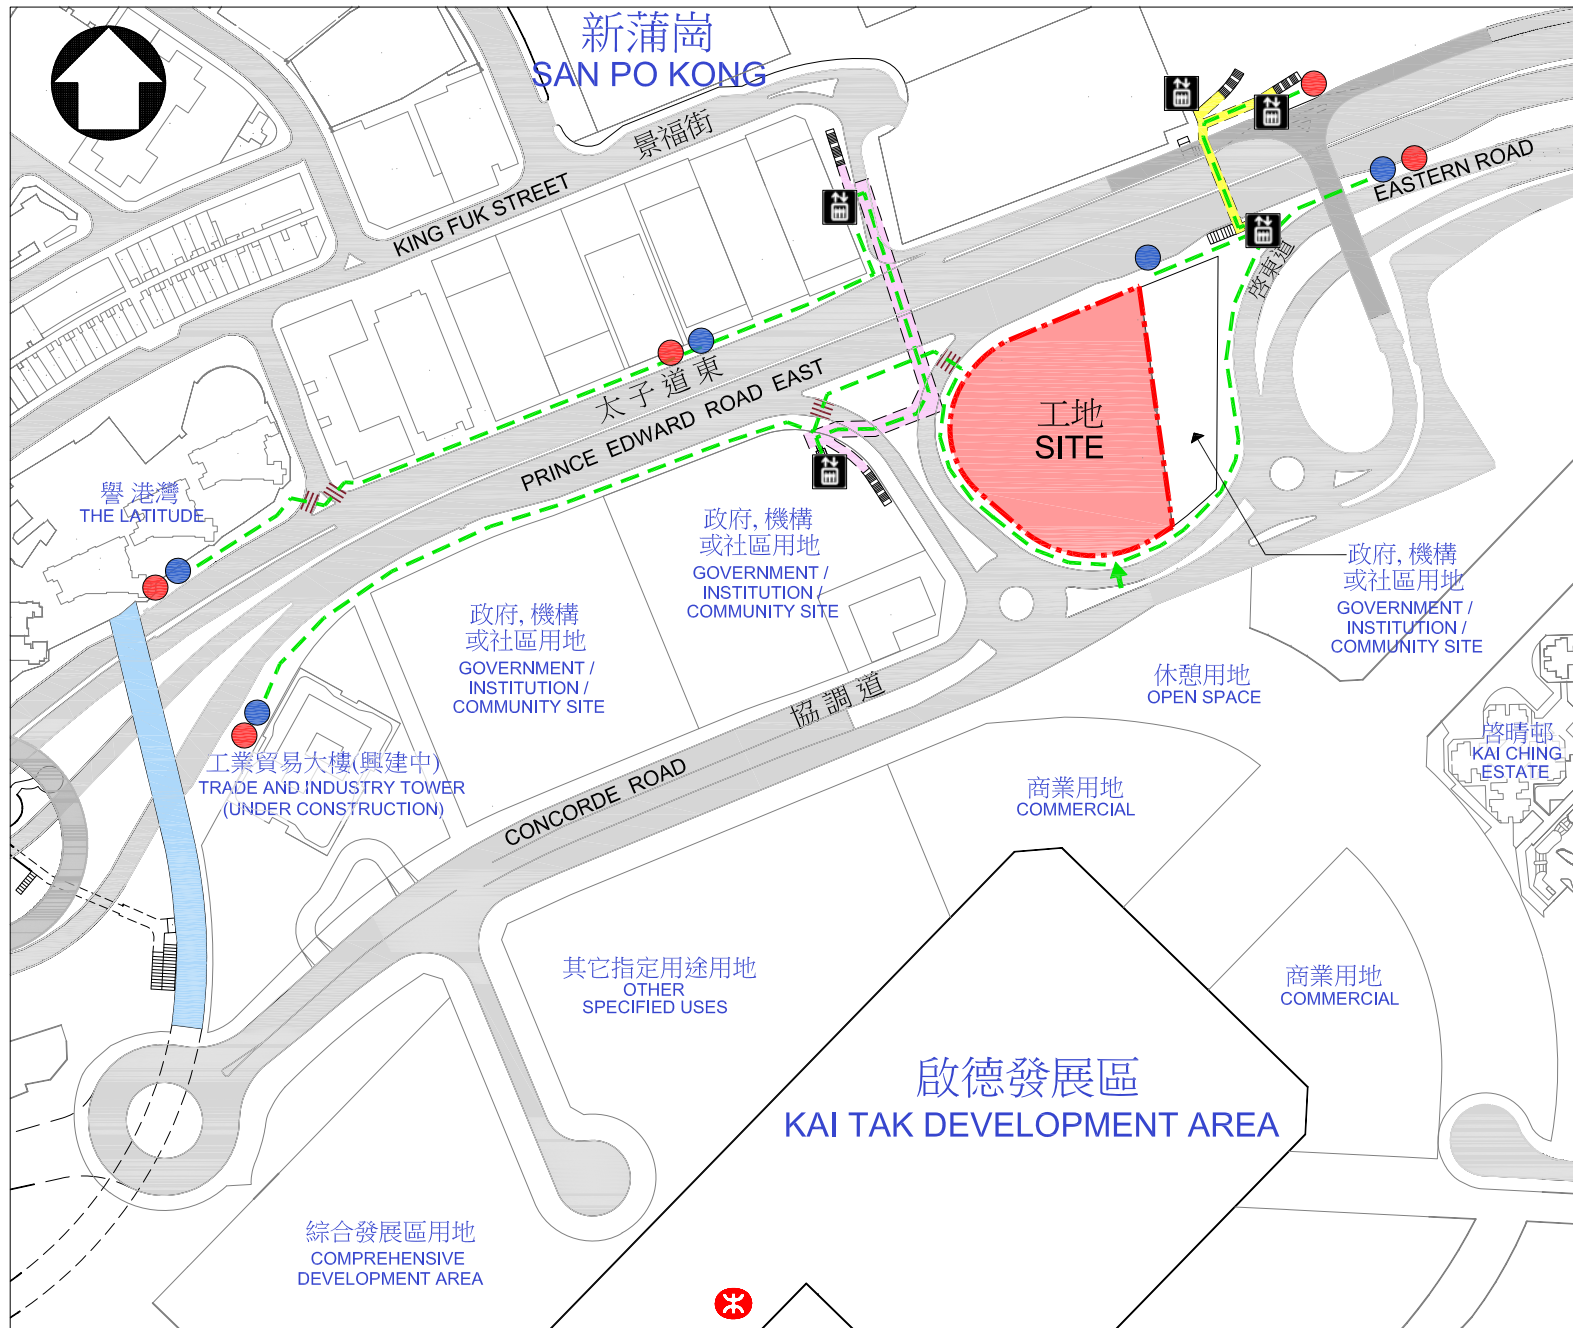 新蒲崗
SAN PO KONG
景福街
KING FUK STREET
EASTERN ROAD
啓東道
太子道東
PRINCE EDWARD ROAD EAST
工地
SITE
譽港灣
THE LATITUDE
政府, 機構
或社區用地
GOVERNMENT /
INSTITUTION /
COMMUNITY SITE
政府, 機構
或社區用地
GOVERNMENT /
INSTITUTION /
COMMUNITY SITE
政府, 機構
或社區用地
GOVERNMENT /
INSTITUTION /
COMMUNITY SITE
休憩用地
OPEN SPACE
協調道
CONCORDE ROAD
啓晴邨
KAI CHING
ESTATE
工業貿易大樓(興建中)
TRADE AND INDUSTRY TOWER
(UNDER CONSTRUCTION)
商業用地
COMMERCIAL
其它指定用途用地
OTHER
SPECIFIED USES
商業用地
COMMERCIAL
啟德發展區
KAI TAK DEVELOPMENT AREA
綜合發展區用地
COMPREHENSIVE
DEVELOPMENT AREA